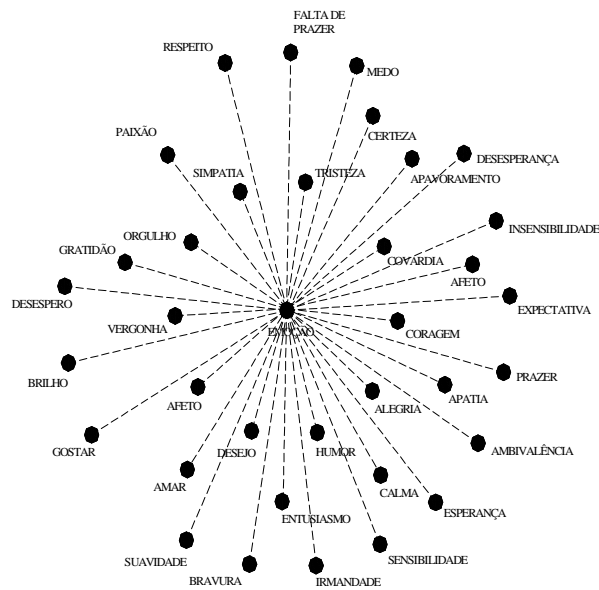 FALTA DE
PRAZER
RESPEITO
MEDO
CERTEZA
PAIXÃO
DESESPERANÇA
SIMPATIA
TRISTEZA
APAVORAMENTO
INSENSIBILIDADE
ORGULHO
GRATIDÃO
COVARDIA
AFETO
DESESPERO
EXPECTATIVA
VERGONHA
EMOÇÃO
CORAGEM
BRILHO
PRAZER
AFETO
ALEGRIA
APATIA
GOSTAR
DESEJO
HUMOR
AMBIVALÊNCIA
AMAR
CALMA
ESPERANÇA
ENTUSIASMO
SUAVIDADE
SENSIBILIDADE
BRAVURA
IRMANDADE